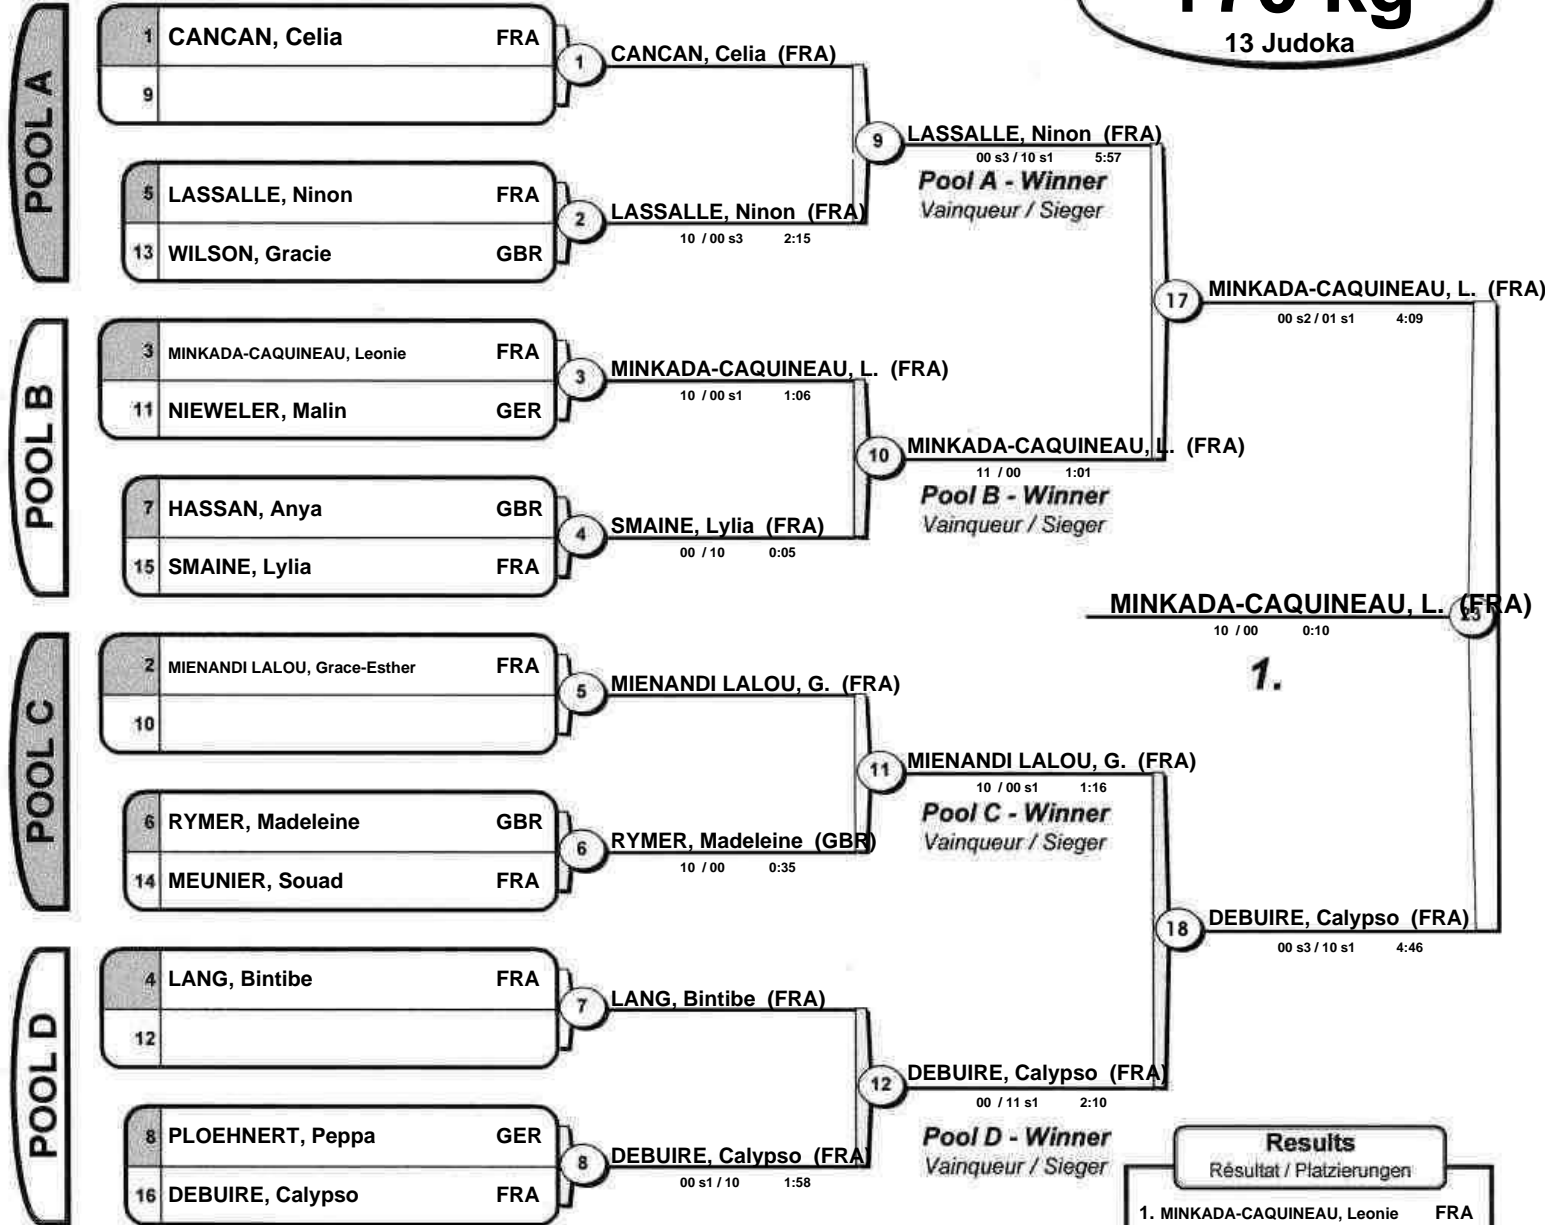 +70 kg
13 Judoka
POOL A
1 CANCAN, Celia FRA
9
1
CANCAN, Celia (FRA)
5 LASSALLE, Ninon FRA
13 WILSON, Gracie GBR
2
LASSALLE, Ninon (FRA)
10 / 00 s3 2:15
9
LASSALLE, Ninon (FRA)
00 s3 / 10 s1 5:57
Pool A - Winner
Vainqueur / Sieger
POOL B
3 MINKADA-CAQUINEAU, Leonie FRA
11 NIEWELER, Malin GER
3
MINKADA-CAQUINEAU, L. (FRA)
10 / 00 s1 1:06
7 HASSAN, Anya GBR
15 SMAINE, Lylia FRA
4
SMAINE, Lylia (FRA)
00 / 10 0:05
10
MINKADA-CAQUINEAU, L. (FRA)
11 / 00 1:01
Pool B - Winner
Vainqueur / Sieger
17
MINKADA-CAQUINEAU, L. (FRA)
00 s2 / 01 s1 4:09
MINKADA-CAQUINEAU, L. (FRA)
23
10 / 00 0:10
1.
POOL C
2 MIENANDI LALOU, Grace-Esther FRA
10
5
MIENANDI LALOU, G. (FRA)
6 RYMER, Madeleine GBR
14 MEUNIER, Souad FRA
6
RYMER, Madeleine (GBR)
10 / 00 0:35
11
MIENANDI LALOU, G. (FRA)
10 / 00 s1 1:16
Pool C - Winner
Vainqueur / Sieger
POOL D
4 LANG, Bintibe FRA
12
7
LANG, Bintibe (FRA)
8 PLOEHNERT, Peppa GER
16 DEBUIRE, Calypso FRA
8
DEBUIRE, Calypso (FRA)
00 s1 / 10 1:58
12
DEBUIRE, Calypso (FRA)
00 / 11 s1 2:10
Pool D - Winner
Vainqueur / Sieger
18
DEBUIRE, Calypso (FRA)
00 s3 / 10 s1 4:46
Results
Résultat / Platzierungen
1. MINKADA-CAQUINEAU, Leonie FRA